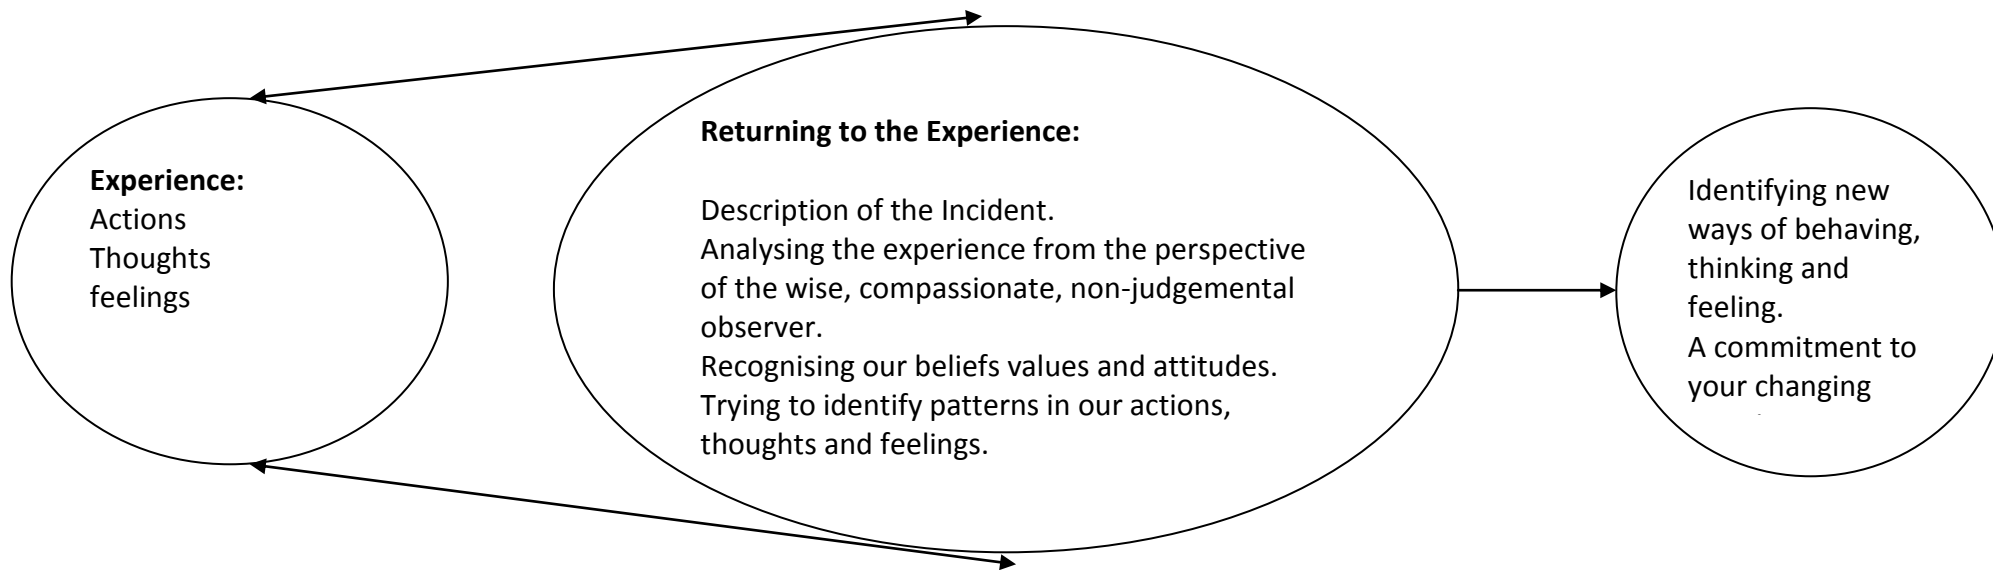 Experience:
Actions
Thoughts
feelings
Returning to the Experience:
Description of the Incident.
Analysing the experience from the perspective
of the wise, compassionate, non-judgemental
observer.
Recognising our beliefs values and attitudes.
Trying to identify patterns in our actions,
thoughts and feelings.
Identifying new
ways of behaving,
thinking and
feeling.
A commitment to
your changing